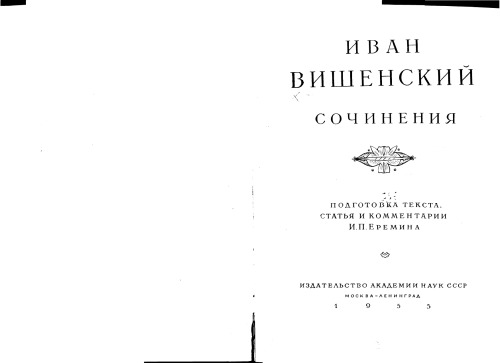 ИВАН
ВИШЕНСКИЙ
СОЧИНЕНИЯ
ПОДГОТОВКА ТЕКСТА,
СТАТЬЯ И КОММЕНТАРИИ
И.П.ЕРЕМИНА
ИЗДАТЕЛЬСТВО АКАДЕМИИ НАУК СССР
МОСКВА–ЛЕНИНГРАД
1955